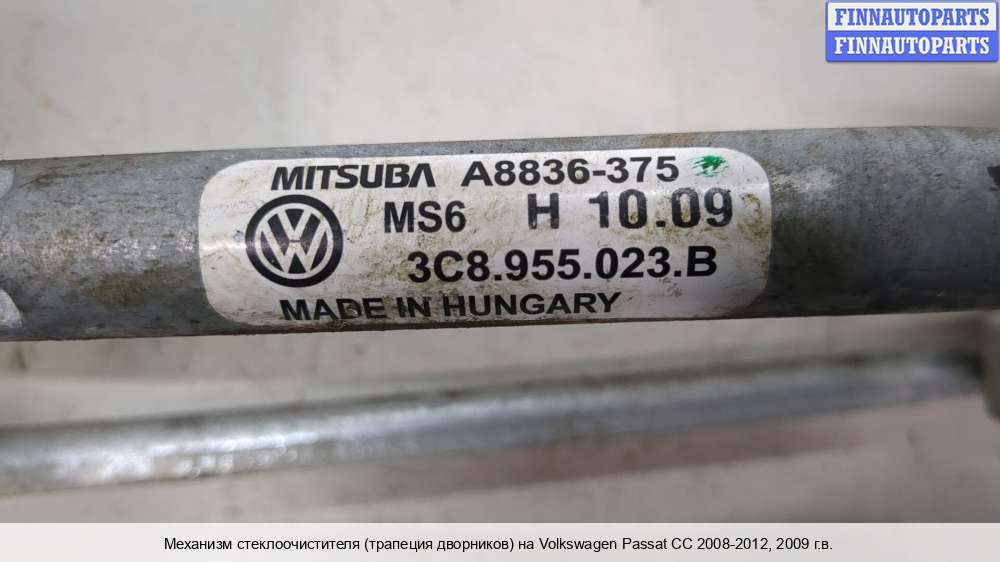 FINNAUTOPARTS
FINNAUTOPARTS
MITSUBA A8836-375
MS6 H 10.09
3C8.955.023.B
MADE IN HUNGARY
Механизм стеклоочистителя (трапеция дворников) на Volkswagen Passat CC 2008-2012, 2009 г.в.